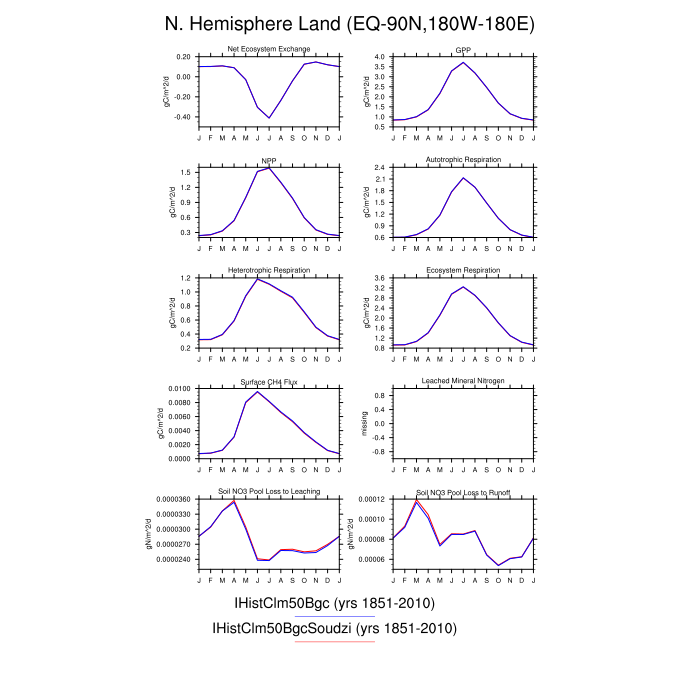 N. Hemisphere Land (EQ-90N,180W-180E)
Net Ecosystem Exchange
gC/m^2/d
0.20
0.00
-0.20
-0.40
J F M A M J J A S O N D J
GPP
gC/m^2/d
4.0
3.5
3.0
2.5
2.0
1.5
1.0
0.5
J F M A M J J A S O N D J
NPP
gC/m^2/d
1.5
1.2
0.9
0.6
0.3
J F M A M J J A S O N D J
Autotrophic Respiration
gC/m^2/d
2.4
2.1
1.8
1.5
1.2
0.9
0.6
J F M A M J J A S O N D J
Heterotrophic Respiration
gC/m^2/d
1.2
1.0
0.8
0.6
0.4
0.2
J F M A M J J A S O N D J
Ecosystem Respiration
gC/m^2/d
3.6
3.2
2.8
2.4
2.0
1.6
1.2
0.8
J F M A M J J A S O N D J
Surface CH4 Flux
gC/m^2/d
0.0100
0.0080
0.0060
0.0040
0.0020
0.0000
J F M A M J J A S O N D J
Leached Mineral Nitrogen
missing
0.8
0.4
0.0
-0.4
-0.8
J F M A M J J A S O N D J
Soil NO3 Pool Loss to Leaching
gN/m^2/d
0.0000360
0.0000330
0.0000300
0.0000270
0.0000240
J F M A M J J A S O N D J
Soil NO3 Pool Loss to Runoff
gN/m^2/d
0.00012
0.00010
0.00008
0.00006
J F M A M J J A S O N D J
IHistClm50Bgc (yrs 1851-2010)
IHistClm50BgcSoudzi (yrs 1851-2010)